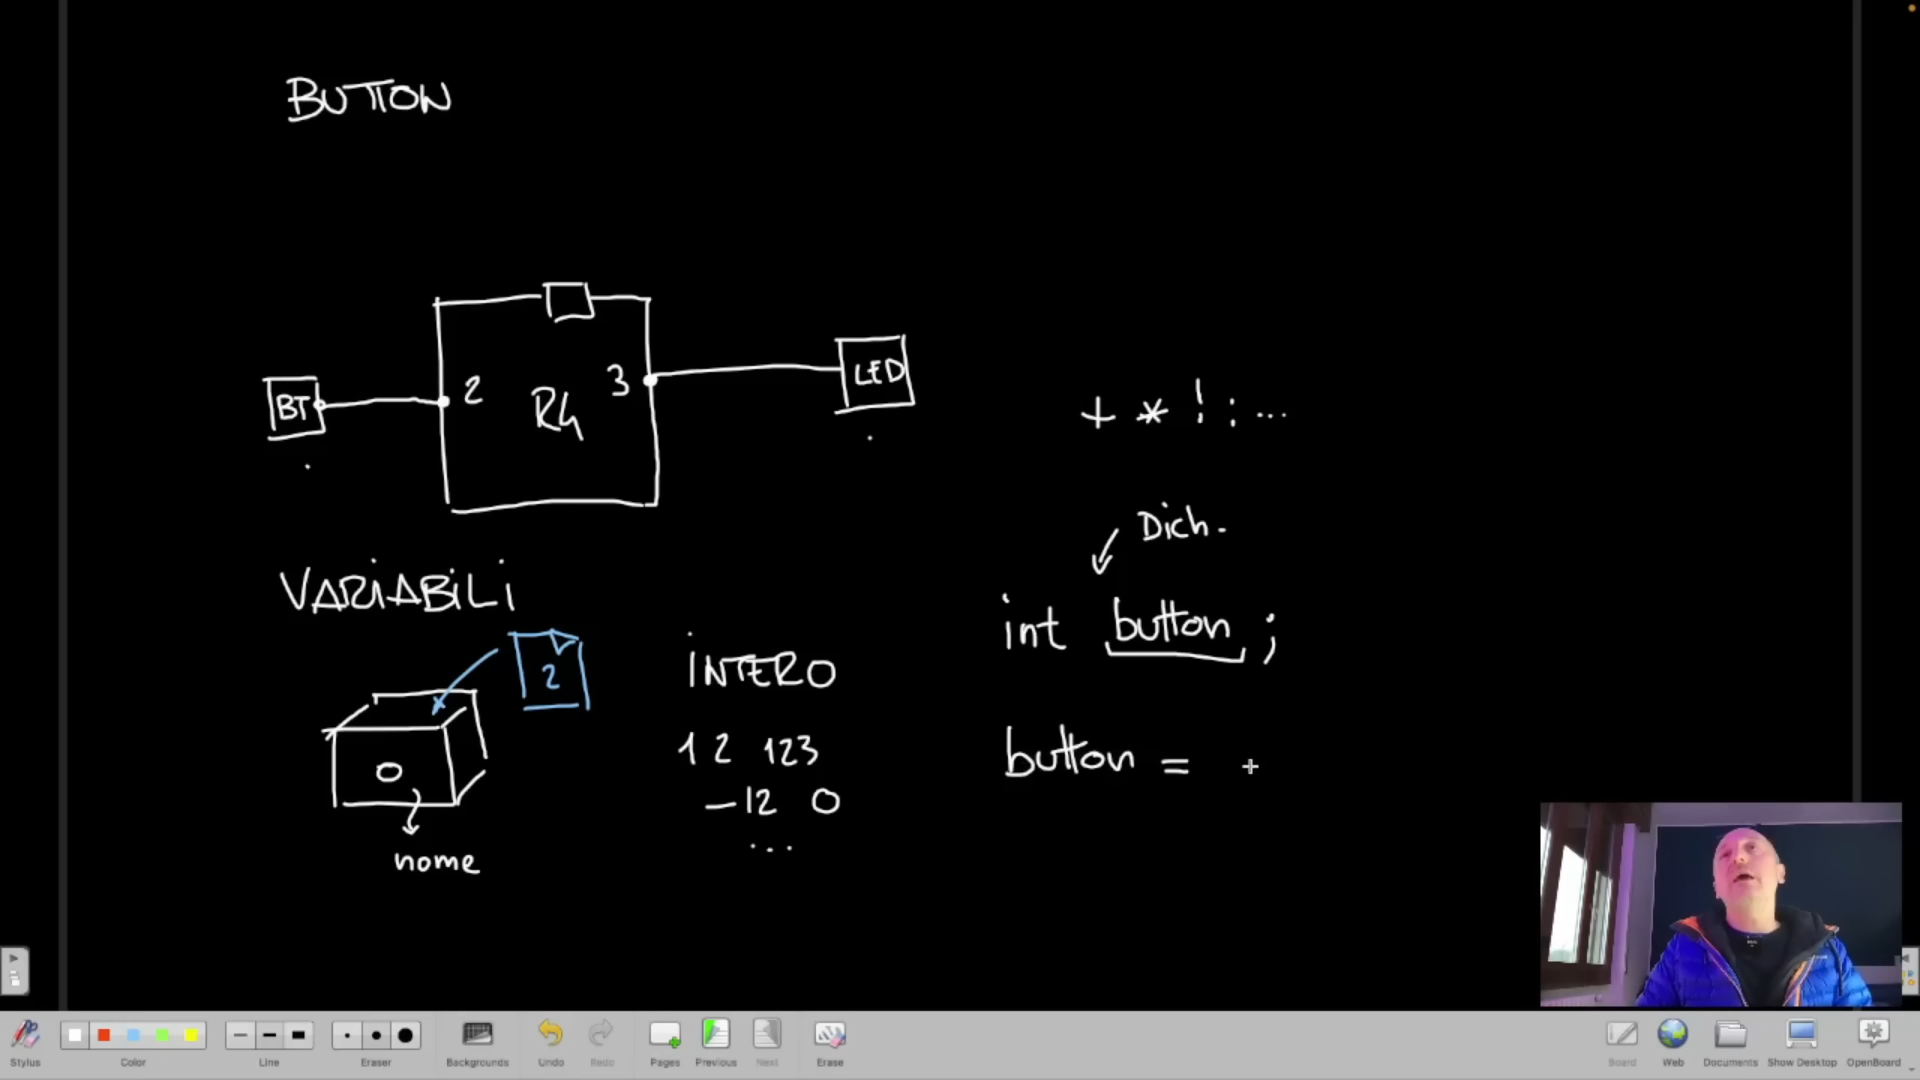 BUTTON
BT 2 R4 3 LED
+ * ! : ...
Dich.
VARIABILI
int button ;
2
INTERO
button =
1 2 123
0
-12 0
...
nome
Stylus Color Line Eraser Backgrounds Undo Redo Pages Previous Next Erase Board Web Documents Show Desktop OpenBoard